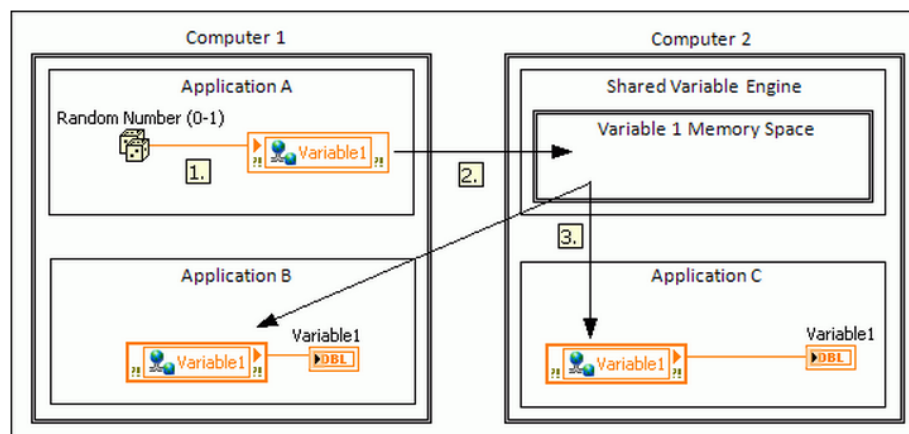 Computer 1
Computer 2
Application A
Shared Variable Engine
Random Number (0-1)
Variable 1 Memory Space
?!
Variable1
?!
1.
2.
3.
Application B
Application C
Variable1
Variable1
?!
Variable1
?!
DBL
?!
Variable1
?!
DBL